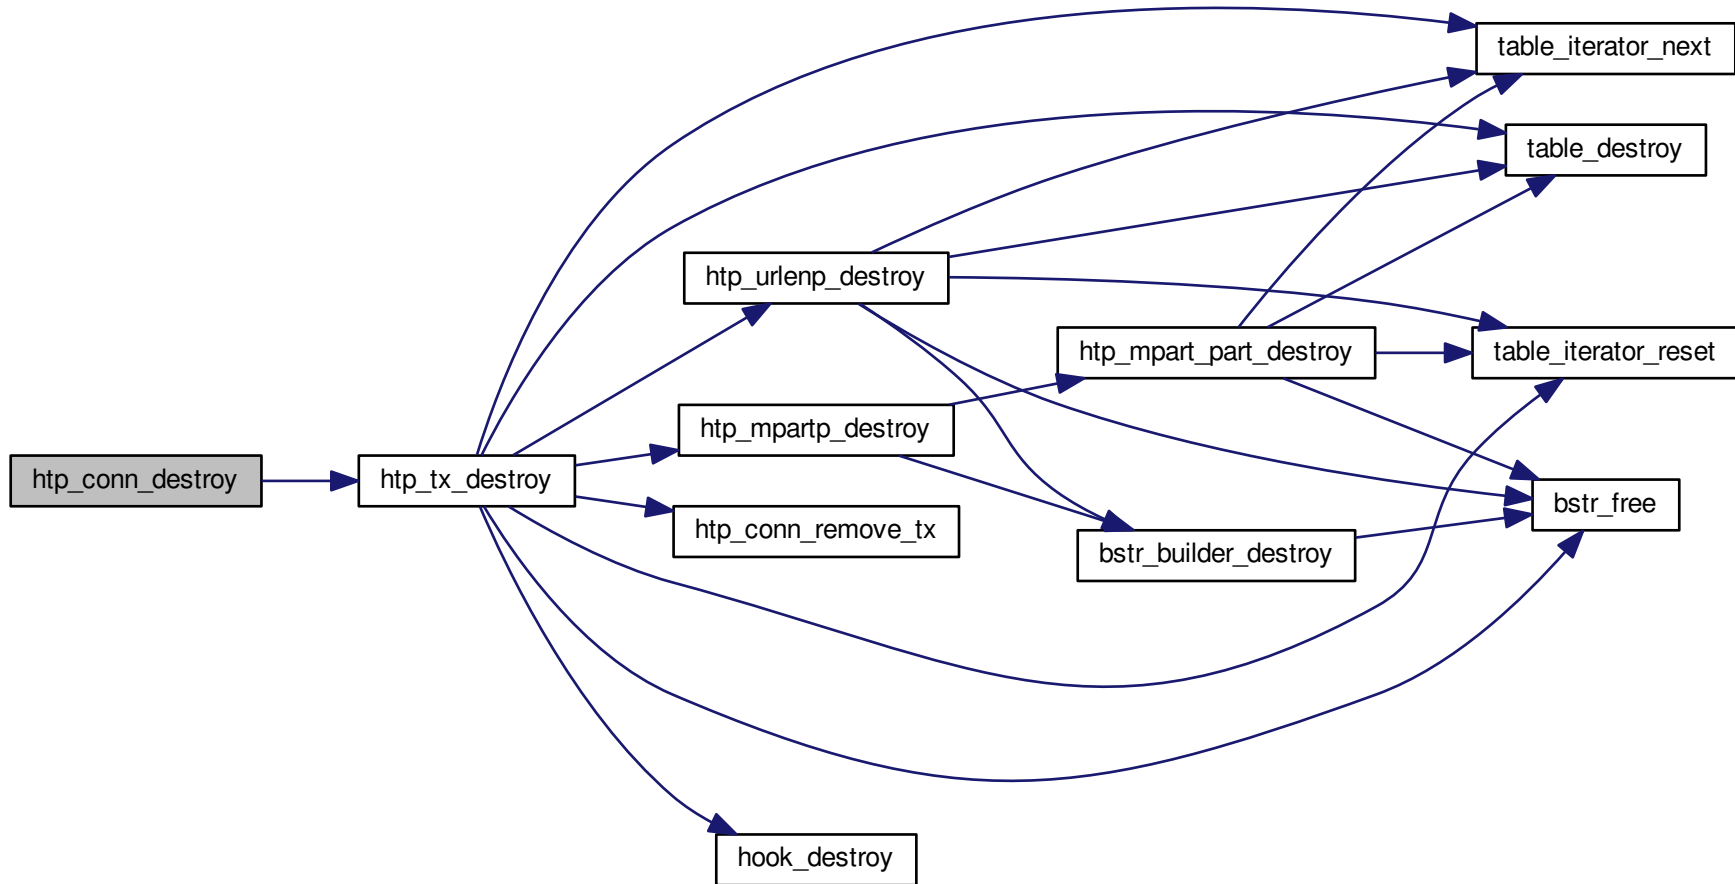 table_iterator_next
table_destroy
htp_urlenp_destroy
htp_mpart_part_destroy
table_iterator_reset
htp_mpartp_destroy
htp_conn_destroy
htp_tx_destroy
bstr_free
htp_conn_remove_tx
bstr_builder_destroy
hook_destroy